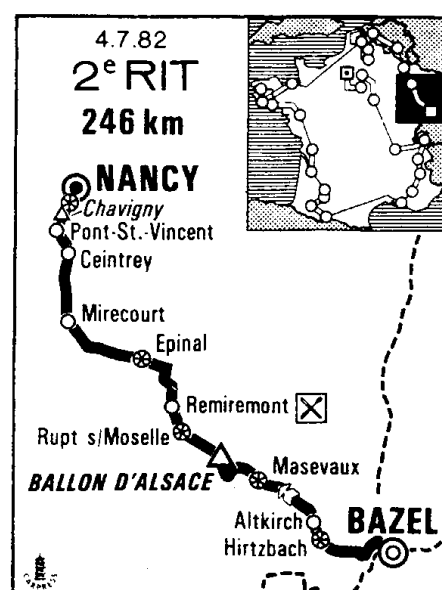 4.7.82
2e RIT
246 km
NANCY
Chavigny
Pont-St.-Vincent
Ceintrey
Mirecourt
Epinal
Remiremont
Rupt s/Moselle
BALLON D'ALSACE
Masevaux
Altkirch
BAZEL
Hirtzbach